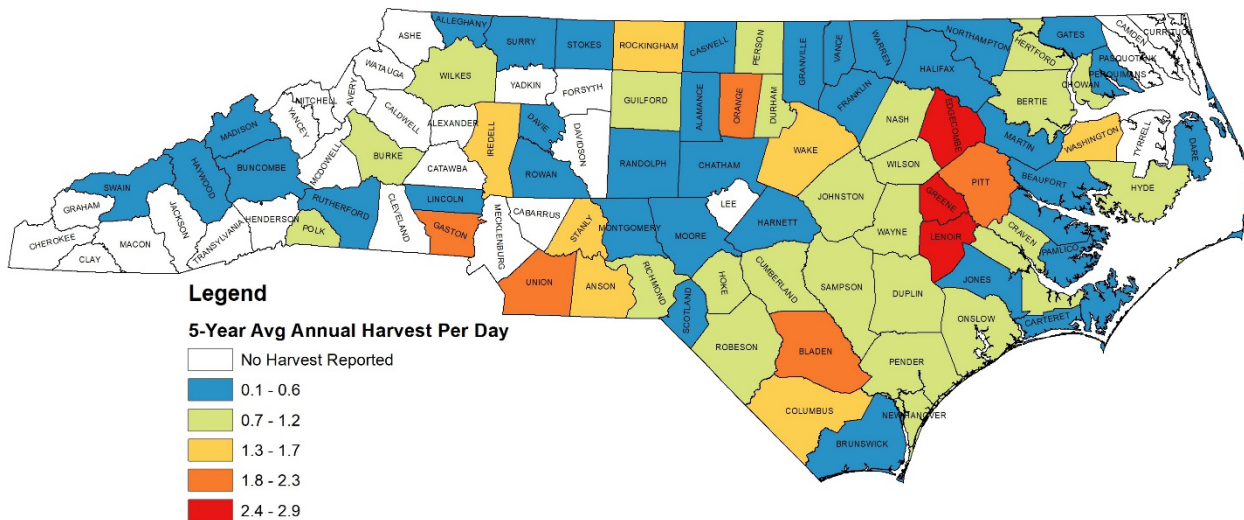 ALLEGHANY
ASHE
SURRY
STOKES
ROCKINGHAM
CASWELL
PERSON
GRANVILLE
VANCE
WARREN
NORTHAMPTON
HERTFORD
GATES
CAMDEN
CURRITUCK
PASQUOTANK
PERQUIMANS
CHOWAN
HALIFAX
WATAUGA
WILKES
YADKIN
FORSYTH
GUILFORD
ALAMANCE
ORANGE
DURHAM
FRANKLIN
NASH
EDGECOMBE
BERTIE
MARTIN
WASHINGTON
TYRRELL
DARE
MITCHELL
AVERY
YANCEY
CALDWELL
ALEXANDER
IREDELL
DAVIE
DAVIDSON
RANDOLPH
CHATHAM
WAKE
WILSON
PITT
BEAUFORT
HYDE
MADISON
BUNCOMBE
MCDOWELL
BURKE
CATAWBA
ROWAN
JOHNSTON
GREENE
SWAIN
HAYWOOD
RUTHERFORD
LINCOLN
CABARRUS
STANLY
MONTGOMERY
MOORE
LEE
HARNETT
WAYNE
LENOIR
CRAVEN
PAMLICO
GRAHAM
JACKSON
HENDERSON
POLK
CLEVELAND
GASTON
MECKLENBURG
CHEROKEE
CLAY
MACON
TRANSYLVANIA
UNION
ANSON
RICHMOND
SCOTLAND
HOKE
CUMBERLAND
SAMPSON
DUPLIN
JONES
CARTERET
ONSLOW
ROBESON
BLADEN
PENDER
COLUMBUS
NEW HANOVER
BRUNSWICK
Legend
5-Year Avg Annual Harvest Per Day
No Harvest Reported
0.1 - 0.6
0.7 - 1.2
1.3 - 1.7
1.8 - 2.3
2.4 - 2.9